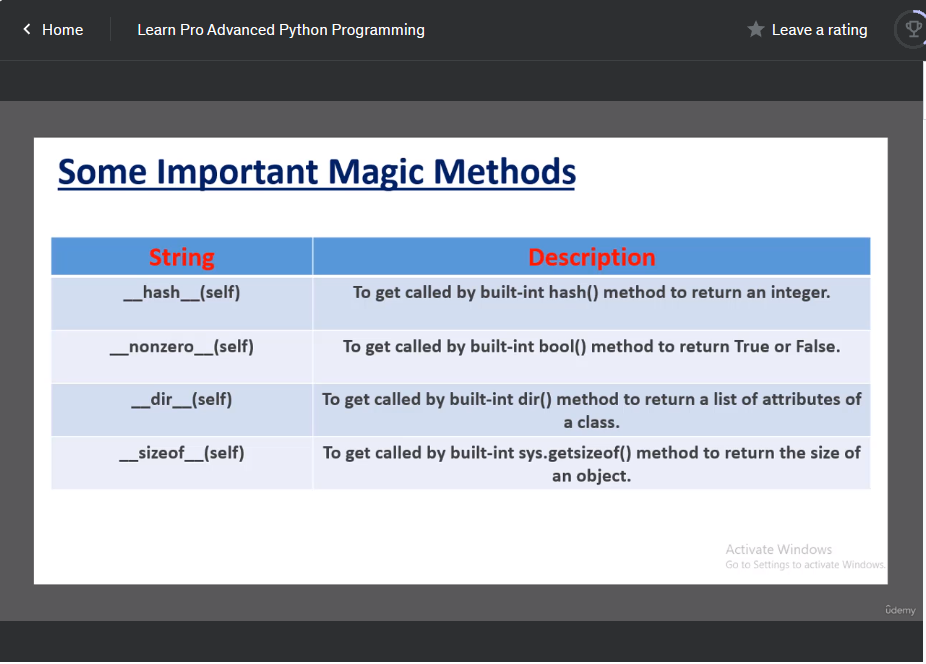 Home
Learn Pro Advanced Python Programming
Leave a rating
Some Important Magic Methods
String
Description
__hash__(self)
To get called by built-int hash() method to return an integer.
__nonzero__(self)
To get called by built-int bool() method to return True or False.
__dir__(self)
To get called by built-int dir() method to return a list of attributes of
a class.
__sizeof__(self)
To get called by built-int sys.getsizeof() method to return the size of
an object.
Activate Windows
Go to Settings to activate Windows.
ûdemy